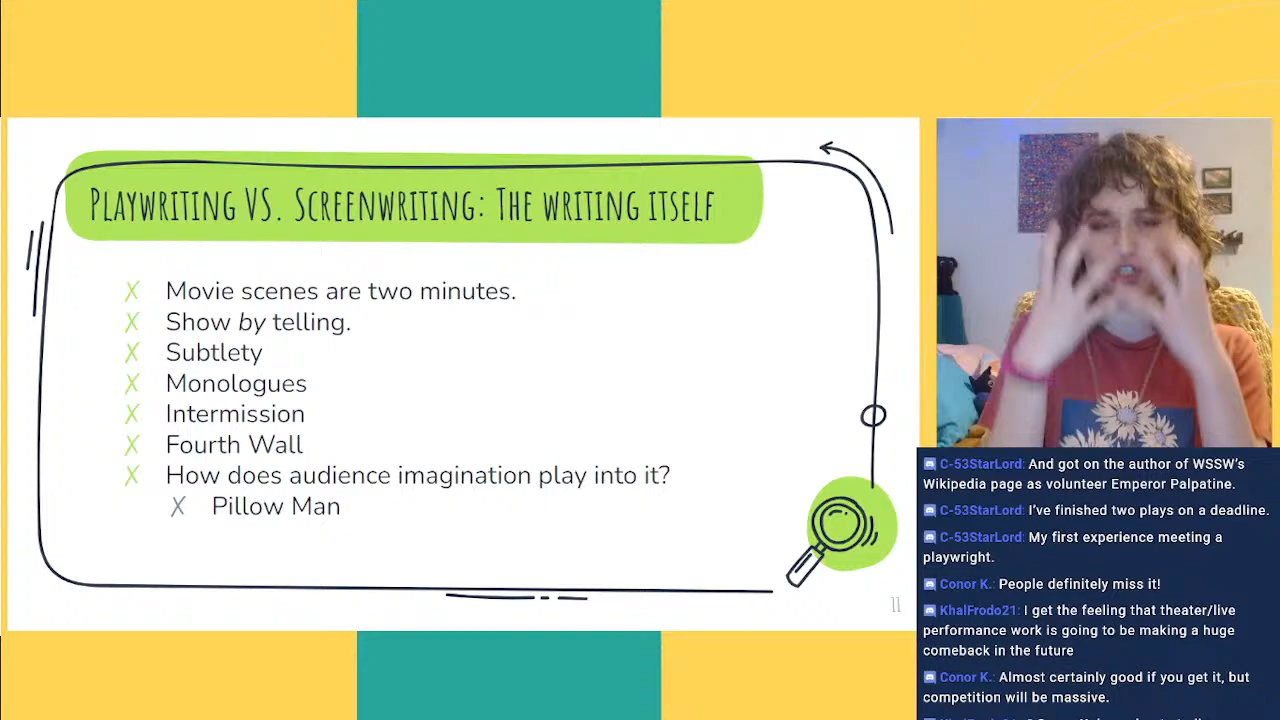 PLAYWRITING VS. SCREENWRITING: THE WRITING ITSELF
X Movie scenes are two minutes.
X Show by telling.
X Subtlety
X Monologues
X Intermission
X Fourth Wall
X How does audience imagination play into it?
X Pillow Man
11
C-53StarLord: And got on the author of WSSW's
Wikipedia page as volunteer Emperor Palpatine.
C-53StarLord: I've finished two plays on a deadline.
C-53StarLord: My first experience meeting a
playwright.
Conor K.: People definitely miss it!
KhalFrodo21: I get the feeling that theater/live
performance work is going to be making a huge
comeback in the future
Conor K.: Almost certainly good if you get it, but
competition will be massive.